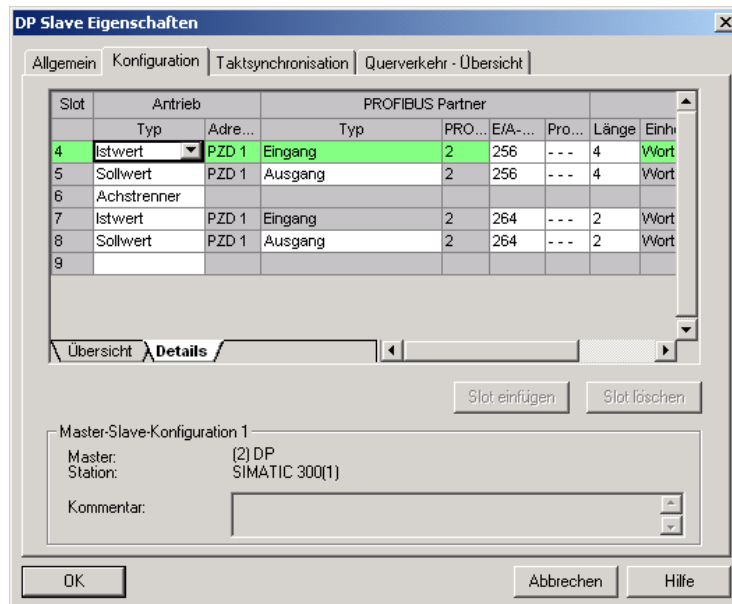 DP Slave Eigenschaften
Allgemein Konfiguration Taktsynchronisation Querverkehr - Übersicht
Slot Antrieb PROFIBUS Partner
Typ Adre... Typ PRO... E/A-... Pro... Länge Einh
4 Istwert PZD 1 Eingang 2 256 - - - 4 Wort
5 Sollwert PZD 1 Ausgang 2 256 - - - 4 Wort
6 Achstrenner
7 Istwert PZD 1 Eingang 2 264 - - - 2 Wort
8 Sollwert PZD 1 Ausgang 2 264 - - - 2 Wort
9
Übersicht Details
Slot einfügen Slot löschen
Master-Slave-Konfiguration 1
Master: (2) DP
Station: SIMATIC 300(1)
Kommentar:
OK Abbrechen Hilfe